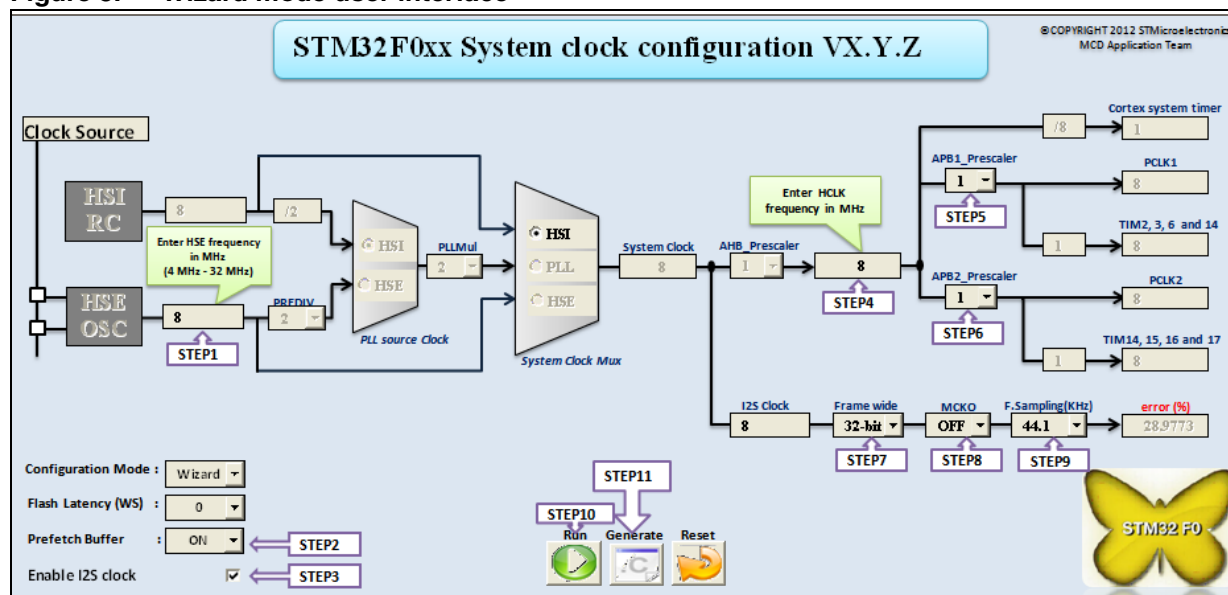 Figure 3. Wizard mode user interface
STM32F0xx System clock configuration VX.Y.Z
©COPYRIGHT 2012 STMicroelectronic
MCD Application Team
Clock Source
HSI
RC
8
/2
Enter HSE frequency
in MHz
(4 MHz - 32 MHz)
HSE
OSC
8
STEP1
PREDIV
2
HSI
HSE
PLL source Clock
PLLMul
2
HSI
PLL
HSE
System Clock Mux
System Clock
8
AHB_Prescaler
1
Enter HCLK
frequency in MHz
8
STEP4
/8
Cortex system timer
1
APB1_Prescaler
1
STEP5
PCLK1
8
TIM2, 3, 6 and 14
1
8
APB2_Prescaler
1
STEP6
PCLK2
8
TIM14, 15, 16 and 17
1
8
I2S Clock
8
Frame wide
32-bit
STEP7
MCKO
OFF
STEP8
F.Sampling(KHz)
44.1
STEP9
error (%)
28.9773
Configuration Mode : Wizard
Flash Latency (WS) : 0
Prefetch Buffer : ON
STEP2
Enable I2S clock
STEP3
STEP11
STEP10
Run Generate Reset
.C
STM32 F0